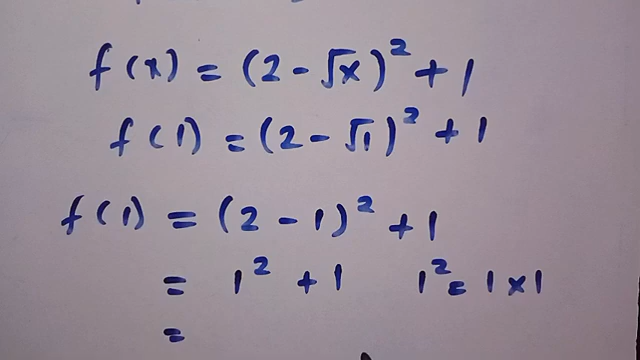 f(x) = (2 - √x)² + 1
f(1) = (2 - √1)² + 1
f(1) = (2 - 1)² + 1
= 1² + 1 1² = 1 × 1
=